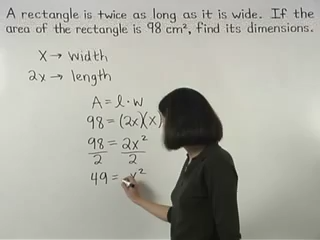 A rectangle is twice as long as it is wide. If the
area of the rectangle is 98 cm², find its dimensions.
x → width
2x → length
A = l · w
98 = (2x)(x)
98 = 2x²
2 2
49 = x²